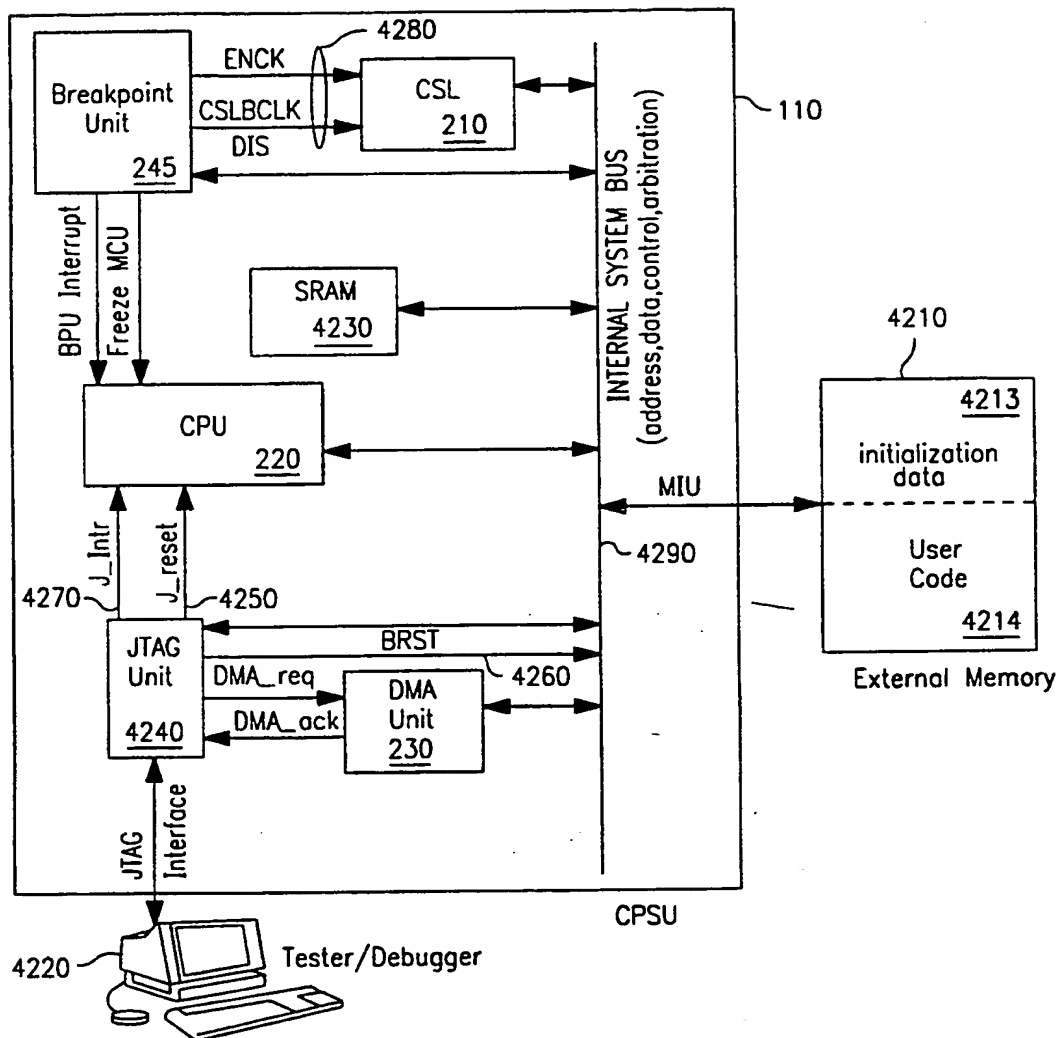 4280
ENCK
Breakpoint
Unit
245
CSLBCLK
DIS
CSL
210
110
BPU Interrupt
Freeze MCU
INTERNAL SYSTEM BUS
(address,data,control,arbitration)
SRAM
4230
4210
4213
initialization
data
User
Code
4214
External Memory
CPU
220
MIU
4290
J_Intr
J_reset
4270
4250
JTAG
Unit
4240
BRST
4260
DMA_req
DMA_ack
DMA
Unit
230
JTAG
Interface
CPSU
4220
Tester/Debugger